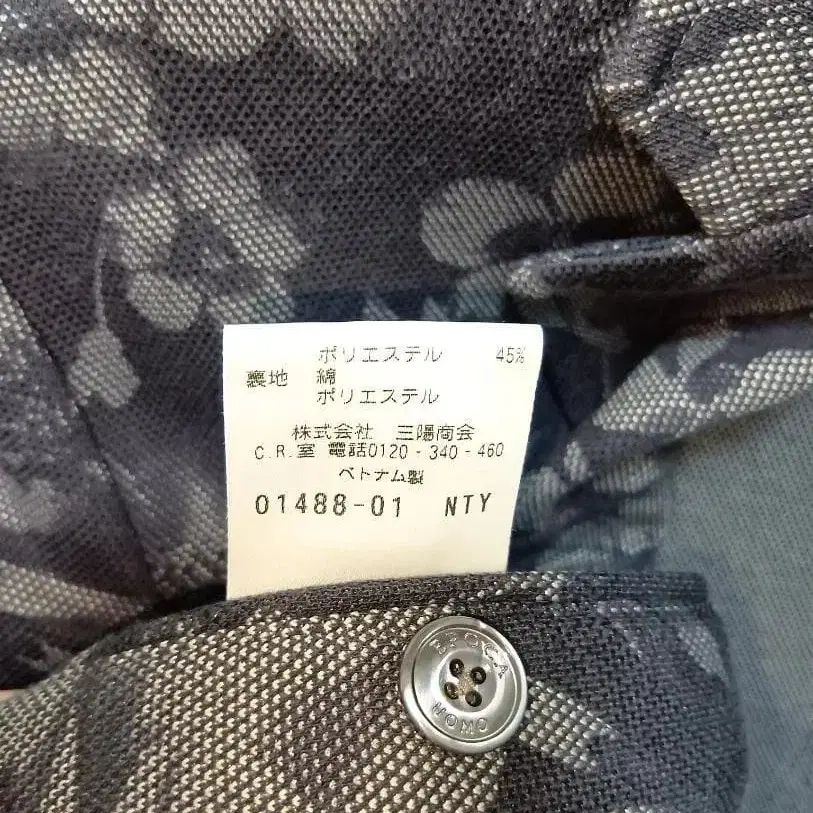 ポリエステル 45%
裏地 綿
ポリエステル
株式会社 三陽商会
C.R.室 電話0120-340-460
ベトナム製
01488-01 NTY
EPOCA
UOMO